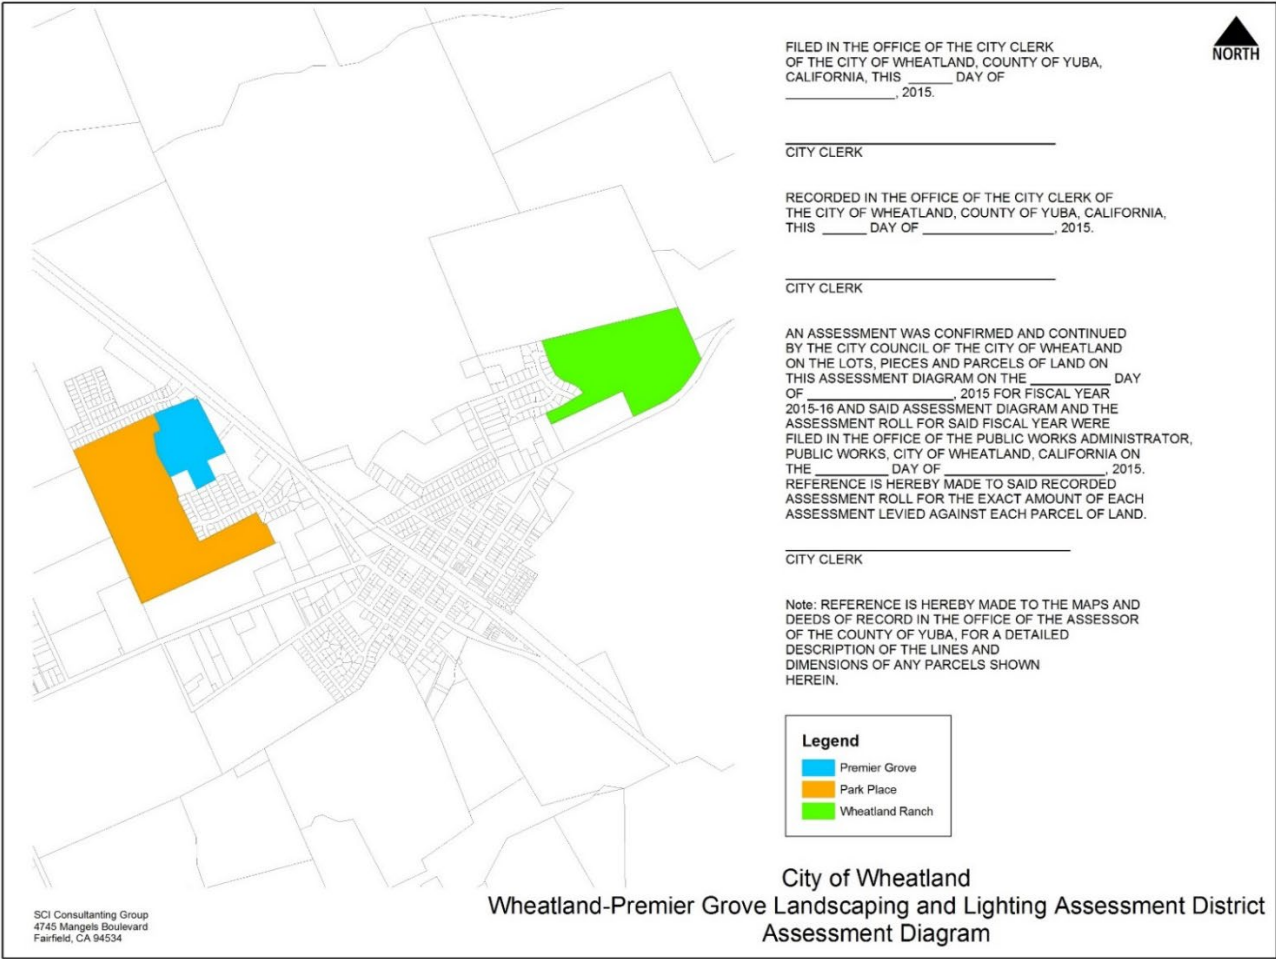 FILED IN THE OFFICE OF THE CITY CLERK
OF THE CITY OF WHEATLAND, COUNTY OF YUBA,
CALIFORNIA, THIS ______ DAY OF
_______________, 2015.
CITY CLERK
NORTH
RECORDED IN THE OFFICE OF THE CITY CLERK OF
THE CITY OF WHEATLAND, COUNTY OF YUBA, CALIFORNIA,
THIS ______ DAY OF __________________, 2015.
CITY CLERK
AN ASSESSMENT WAS CONFIRMED AND CONTINUED
BY THE CITY COUNCIL OF THE CITY OF WHEATLAND
ON THE LOTS, PIECES AND PARCELS OF LAND ON
THIS ASSESSMENT DIAGRAM ON THE ___________ DAY
OF ____________________, 2015 FOR FISCAL YEAR
2015-16 AND SAID ASSESSMENT DIAGRAM AND THE
ASSESSMENT ROLL FOR SAID FISCAL YEAR WERE
FILED IN THE OFFICE OF THE PUBLIC WORKS ADMINISTRATOR,
PUBLIC WORKS, CITY OF WHEATLAND, CALIFORNIA ON
THE __________ DAY OF ______________________, 2015.
REFERENCE IS HEREBY MADE TO SAID RECORDED
ASSESSMENT ROLL FOR THE EXACT AMOUNT OF EACH
ASSESSMENT LEVIED AGAINST EACH PARCEL OF LAND.
CITY CLERK
Note: REFERENCE IS HEREBY MADE TO THE MAPS AND
DEEDS OF RECORD IN THE OFFICE OF THE ASSESSOR
OF THE COUNTY OF YUBA, FOR A DETAILED
DESCRIPTION OF THE LINES AND
DIMENSIONS OF ANY PARCELS SHOWN
HEREIN.
Legend
Premier Grove
Park Place
Wheatland Ranch
City of Wheatland
Wheatland-Premier Grove Landscaping and Lighting Assessment District
Assessment Diagram
SCI Consultanting Group
4745 Mangels Boulevard
Fairfield, CA 94534